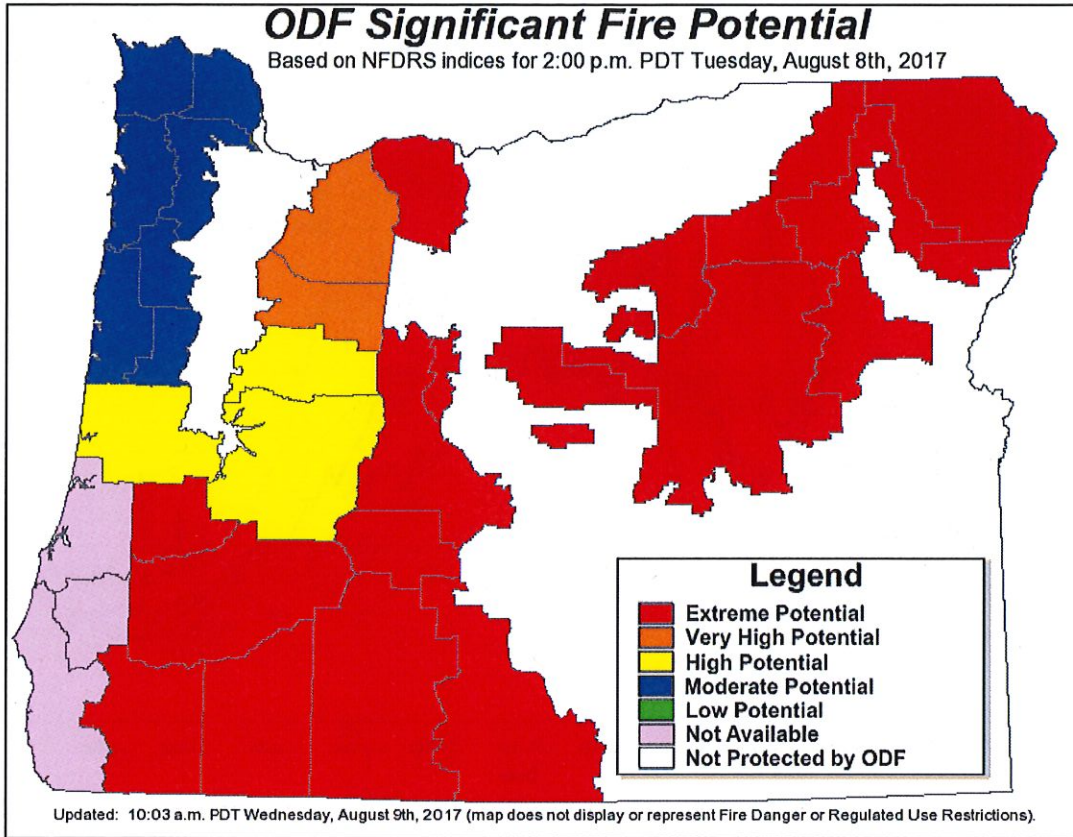 ODF Significant Fire Potential
Based on NFDRS indices for 2:00 p.m. PDT Tuesday, August 8th, 2017
Legend
Extreme Potential
Very High Potential
High Potential
Moderate Potential
Low Potential
Not Available
Not Protected by ODF
Updated: 10:03 a.m. PDT Wednesday, August 9th, 2017 (map does not display or represent Fire Danger or Regulated Use Restrictions).